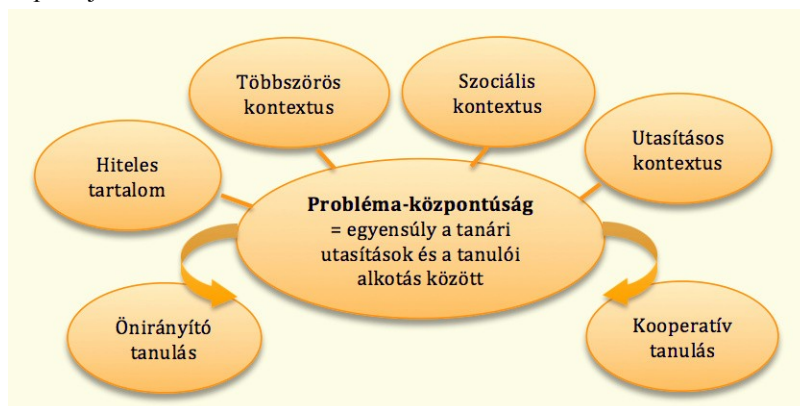 Többszörös
kontextus
Szociális
kontextus
Utasításos
kontextus
Hiteles
tartalom
Probléma-központúság
= egyensúly a tanári
utasítások és a tanulói
alkotás között
Önirányító
tanulás
Kooperatív
tanulás